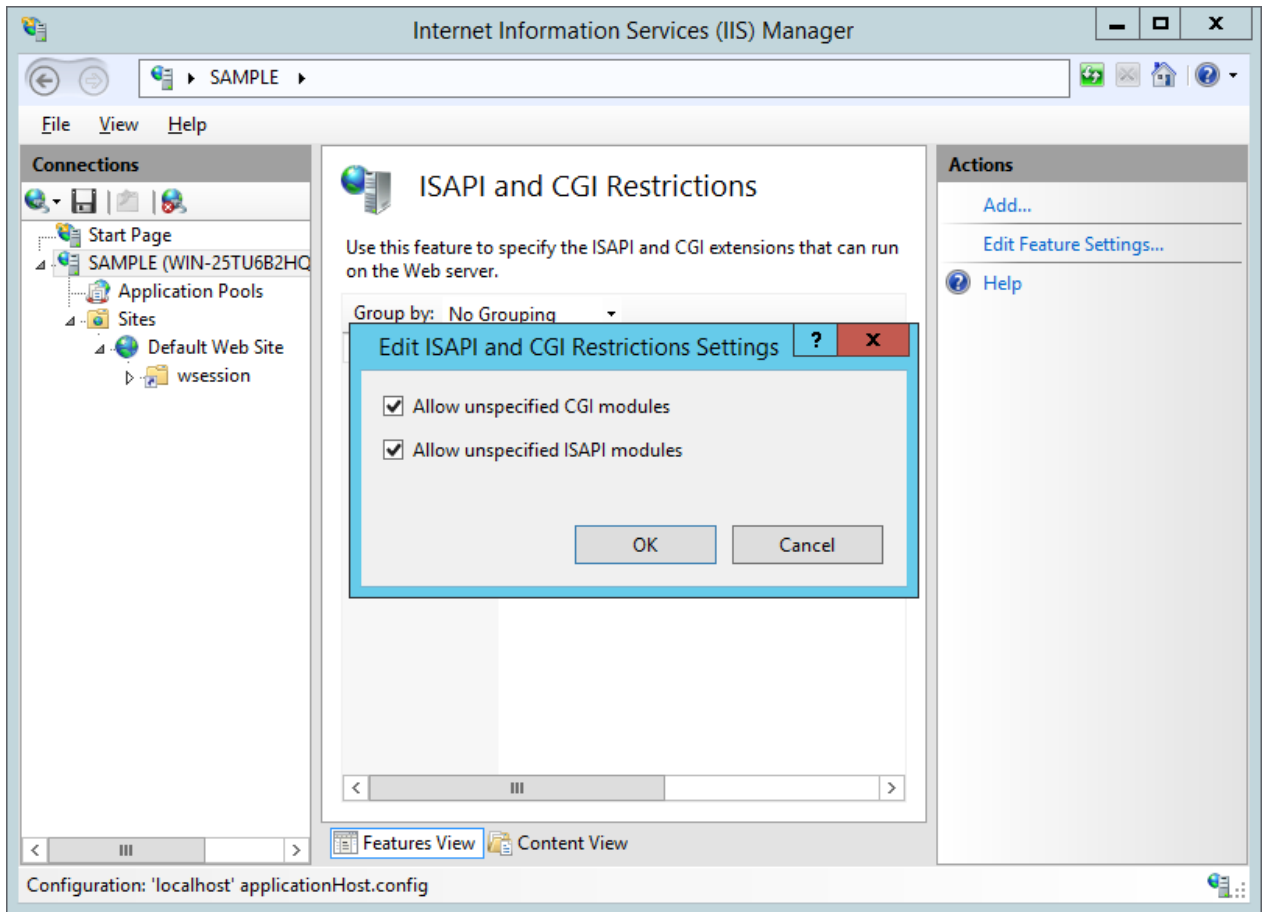 Internet Information Services (IIS) Manager
SAMPLE
File View Help
Connections
Start Page
SAMPLE (WIN-25TU6B2HQ
Application Pools
Sites
Default Web Site
wsession
ISAPI and CGI Restrictions
Use this feature to specify the ISAPI and CGI extensions that can run
on the Web server.
Group by: No Grouping
Edit ISAPI and CGI Restrictions Settings ? x
Allow unspecified CGI modules
Allow unspecified ISAPI modules
OK Cancel
Features View Content View
Actions
Add...
Edit Feature Settings...
Help
Configuration: 'localhost' applicationHost.config